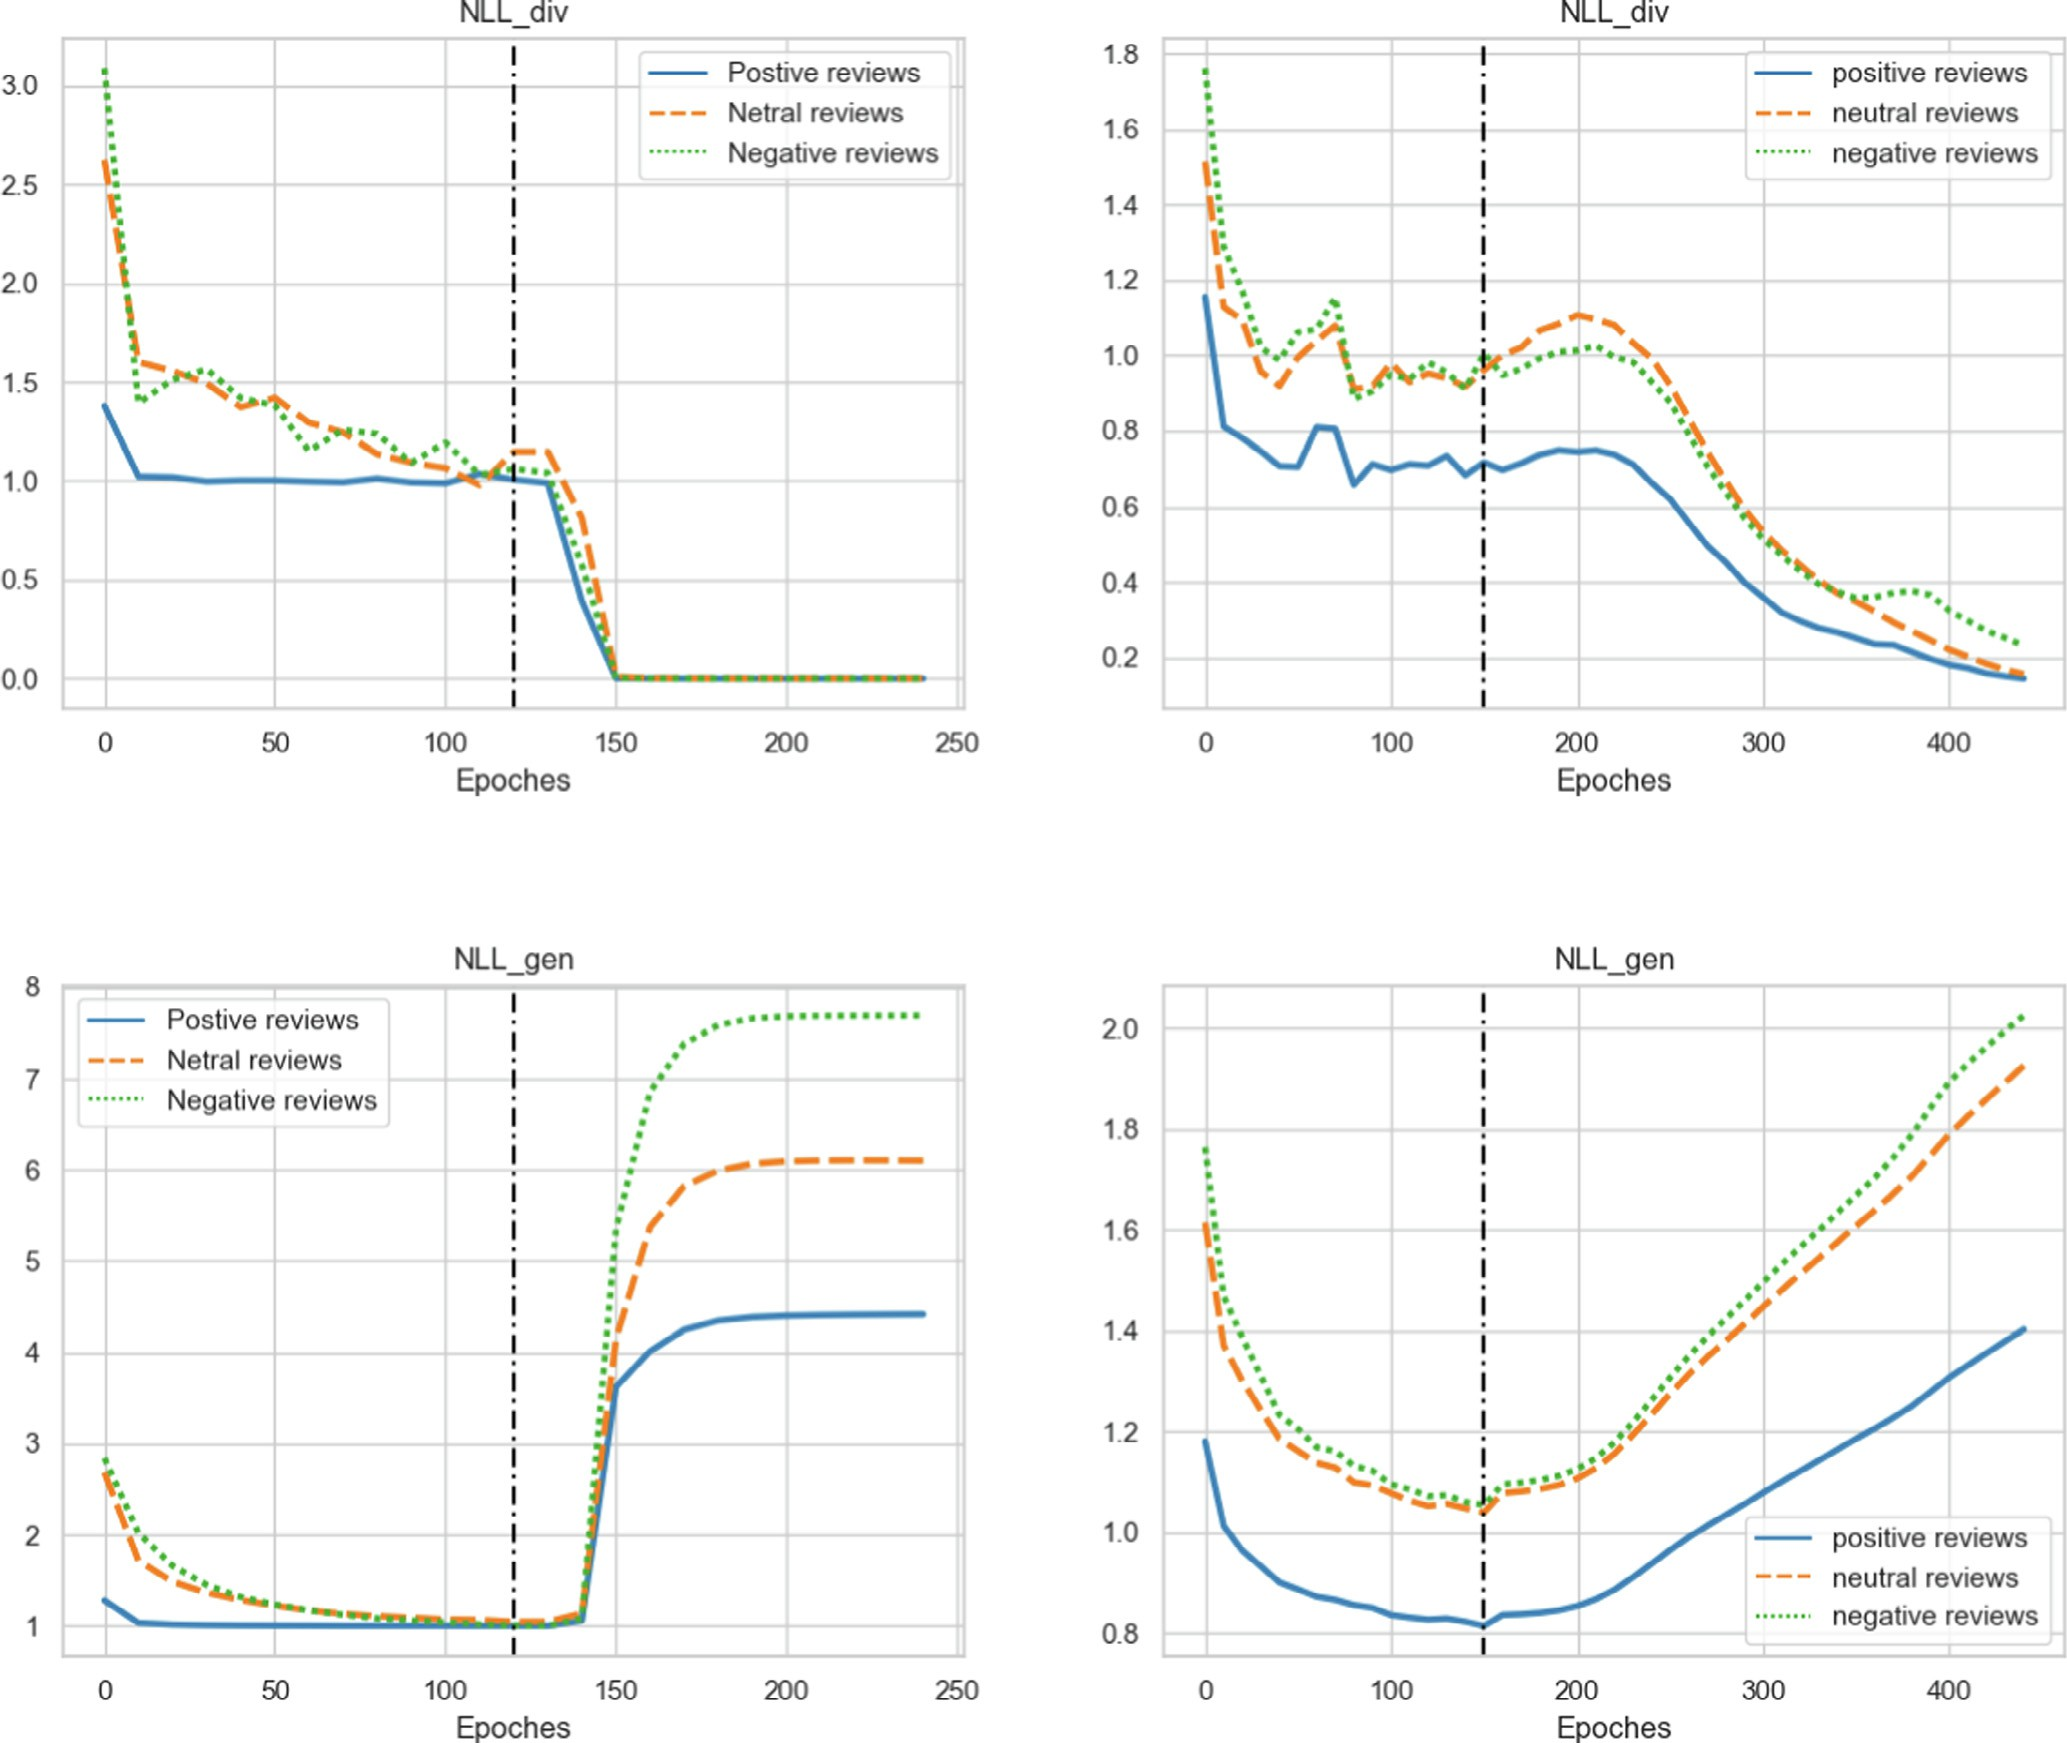 NLL_div
3.0
2.5
2.0
1.5
1.0
0.5
0.0
Postive reviews
Netral reviews
Negative reviews
0 50 100 150 200 250
Epoches
NLL_div
1.8
1.6
1.4
1.2
1.0
0.8
0.6
0.4
0.2
positive reviews
neutral reviews
negative reviews
0 100 200 300 400
Epoches
NLL_gen
8
7
6
5
4
3
2
1
Postive reviews
Netral reviews
Negative reviews
0 50 100 150 200 250
Epoches
NLL_gen
2.0
1.8
1.6
1.4
1.2
1.0
0.8
positive reviews
neutral reviews
negative reviews
0 100 200 300 400
Epoches